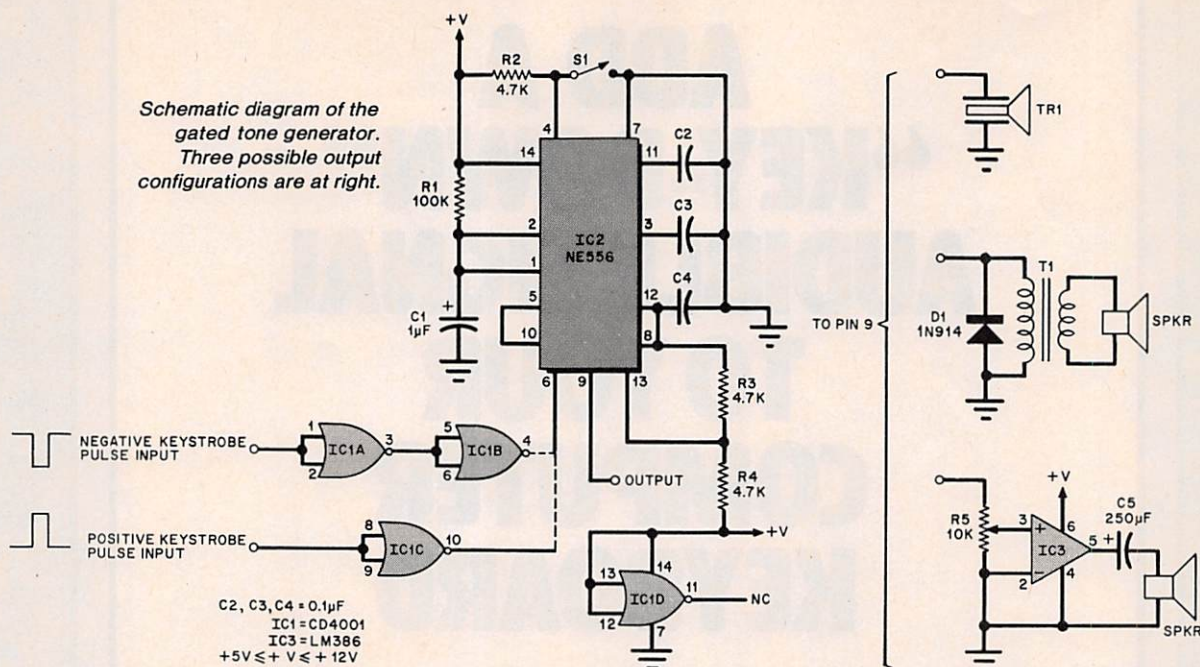 +V
R2
4.7K
S1
Schematic diagram of the
gated tone generator.
Three possible output
configurations are at right.
4
7
14
11
C2
R1
100K
2
3
C3
IC2
NE556
1
12
C4
C1
1µF
+
5
10
8
6
9
13
R3
4.7K
NEGATIVE KEYSTROBE
PULSE INPUT
1
2
IC1A
3
5
6
IC1B
4
OUTPUT
R4
4.7K
POSITIVE KEYSTROBE
PULSE INPUT
8
9
IC1C
10
+V
13
12
14
IC1D
11
NC
7
C2, C3, C4 = 0.1µF
IC1 = CD4001
IC3 = LM386
+5V ≤ + V ≤ + 12V
TO PIN 9
TR1
D1
1N914
T1
SPKR
R5
10K
+V
3
+
6
IC3
5
2
−
4
C5
250µF
+
SPKR